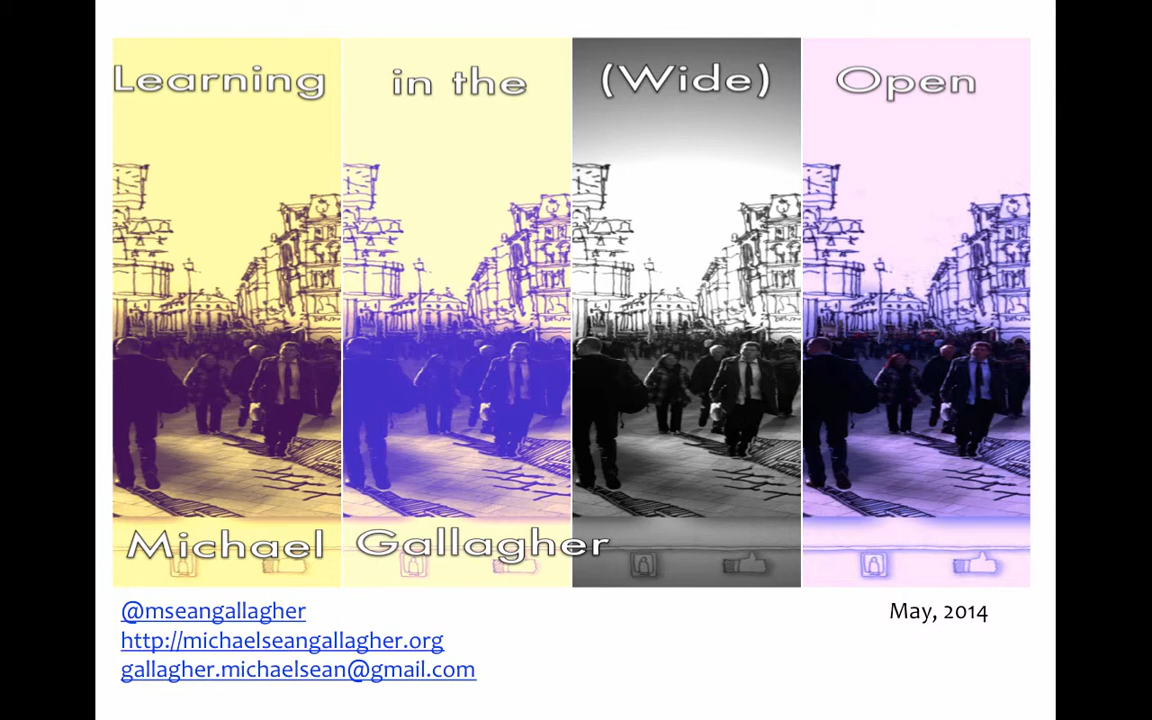 Learning in the (Wide) Open
Michael Gallagher
@mseangallagher
May, 2014
http://michaelseangallagher.org
gallagher.michaelsean@gmail.com